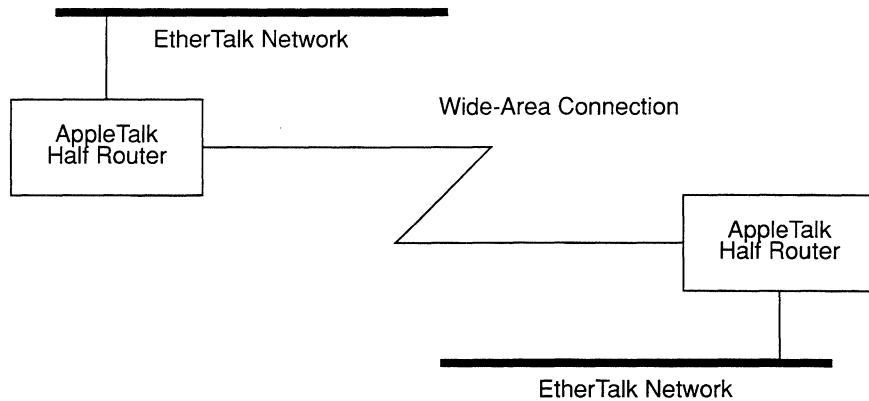 EtherTalk Network
Wide-Area Connection
AppleTalk
Half Router
AppleTalk
Half Router
EtherTalk Network